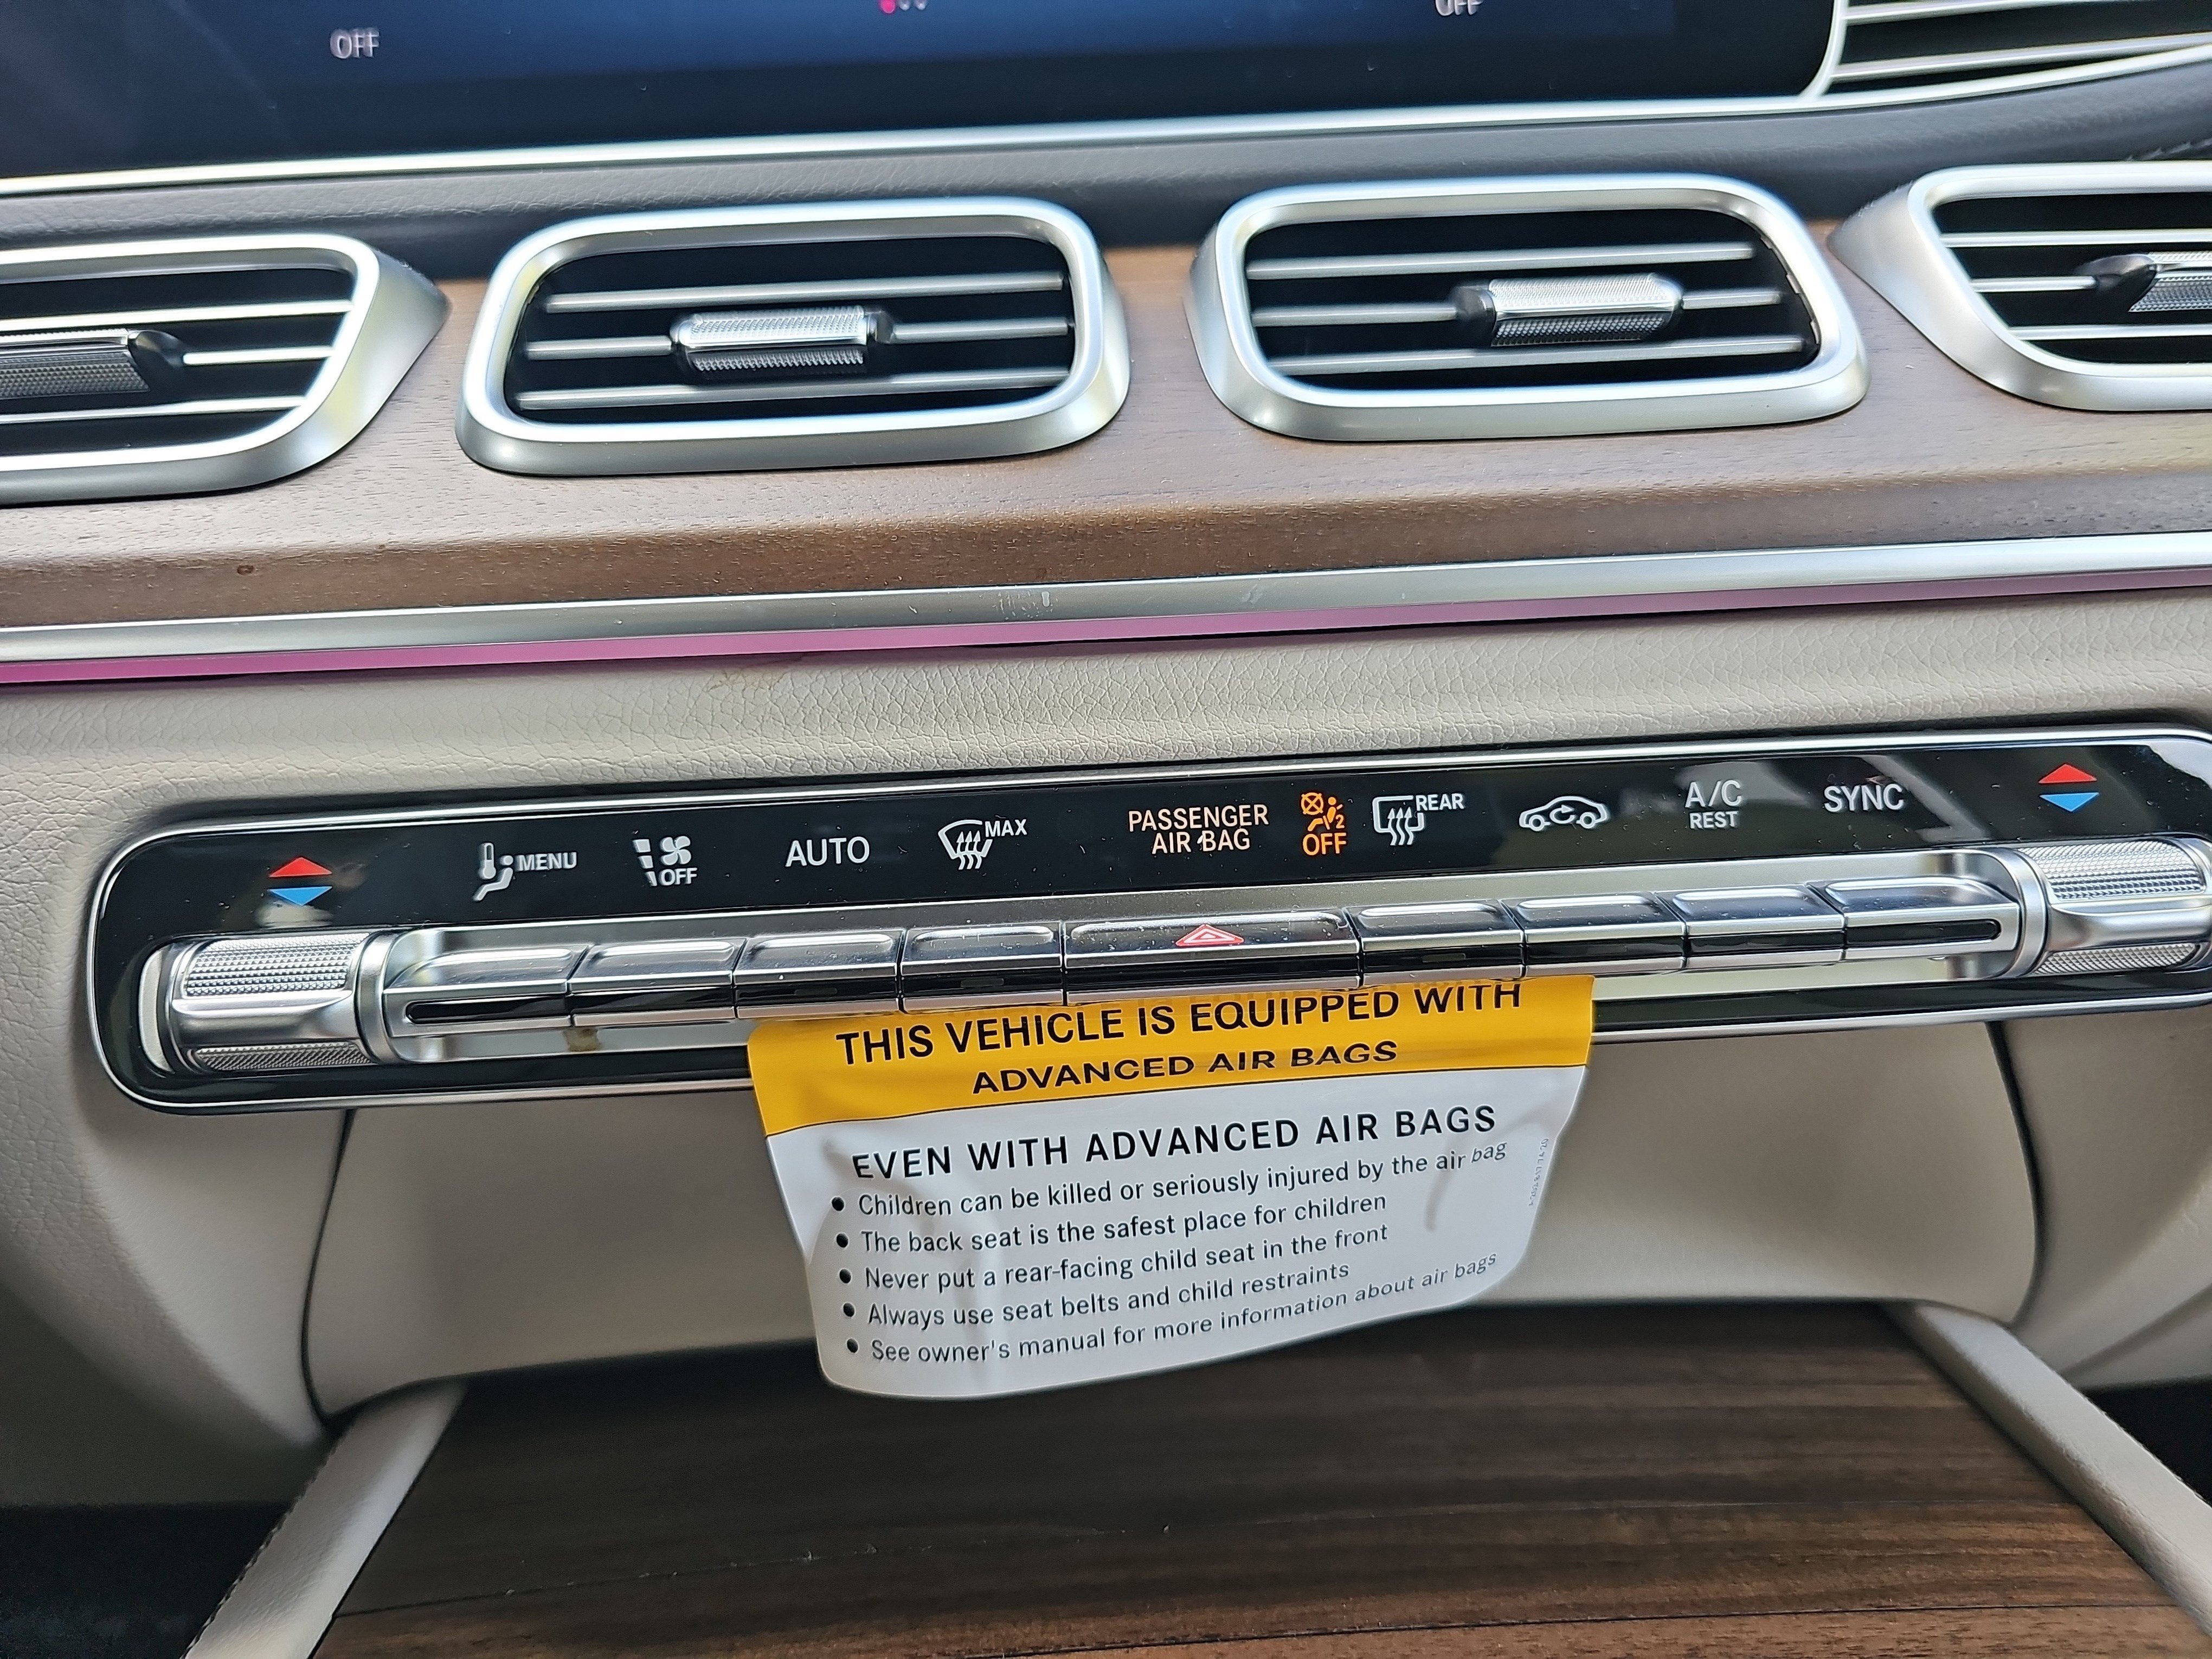 OFF
OFF
MENU
OFF
AUTO
MAX
PASSENGER
AIR BAG
2
OFF
REAR
A/C
REST
SYNC
THIS VEHICLE IS EQUIPPED WITH
ADVANCED AIR BAGS
EVEN WITH ADVANCED AIR BAGS
• Children can be killed or seriously injured by the air bag
• The back seat is the safest place for children
• Never put a rear-facing child seat in the front
• Always use seat belts and child restraints
• See owner's manual for more information about air bags